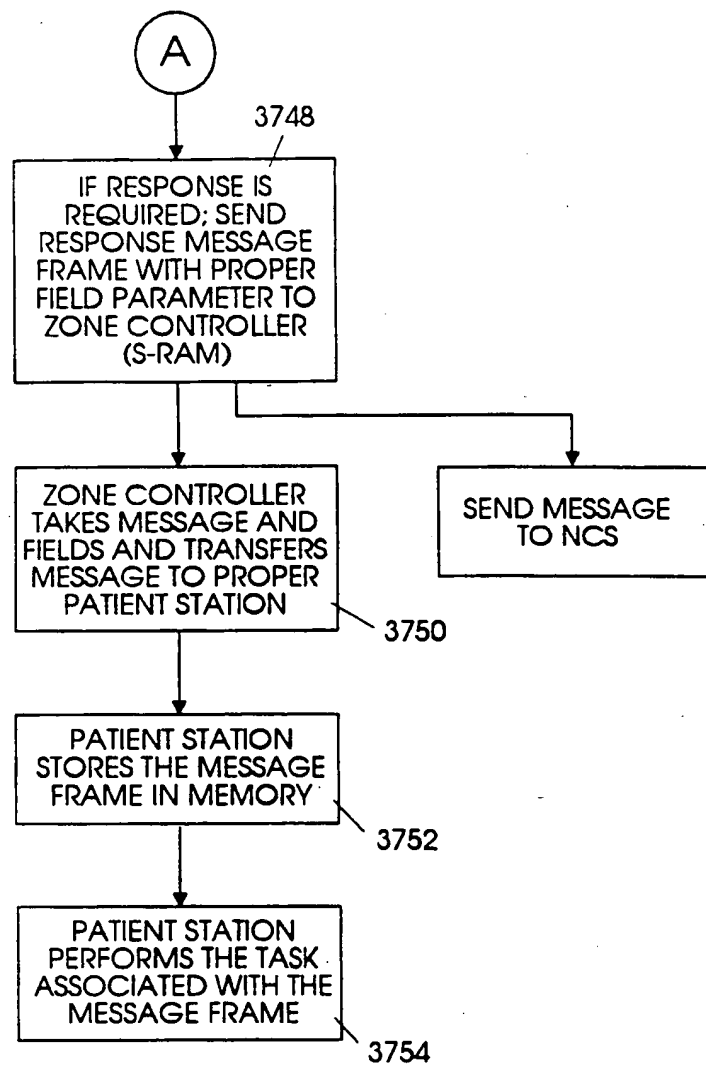 A
3748
IF RESPONSE IS
REQUIRED; SEND
RESPONSE MESSAGE
FRAME WITH PROPER
FIELD PARAMETER TO
ZONE CONTROLLER
(S-RAM)
ZONE CONTROLLER
TAKES MESSAGE AND
FIELDS AND TRANSFERS
MESSAGE TO PROPER
PATIENT STATION
3750
SEND MESSAGE
TO NCS
PATIENT STATION
STORES THE MESSAGE
FRAME IN MEMORY
3752
PATIENT STATION
PERFORMS THE TASK
ASSOCIATED WITH THE
MESSAGE FRAME
3754